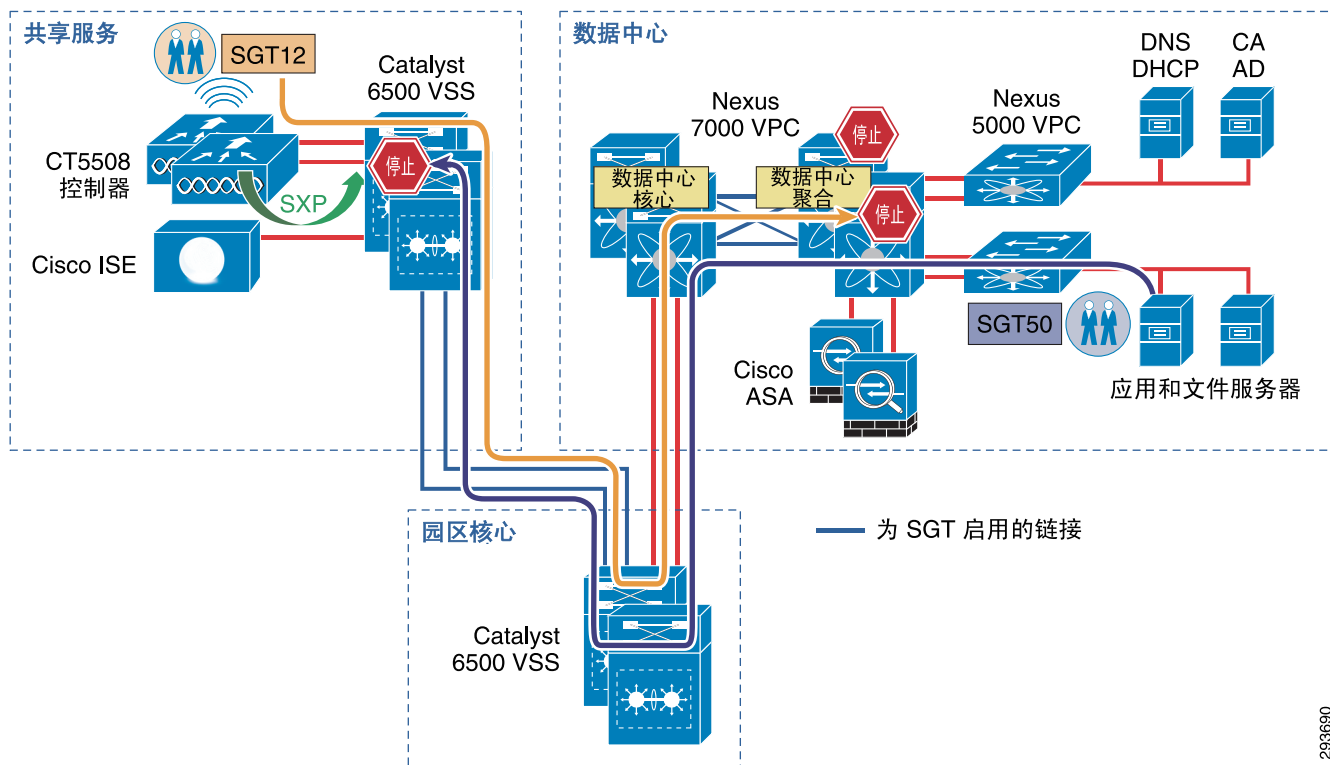 共享服务
SGT12
Catalyst
6500 VSS
CT5508
控制器
停止
SXP
Cisco ISE
数据中心
DNS
DHCP
CA
AD
Nexus
7000 VPC
停止
Nexus
5000 VPC
数据中心
核心
数据中心
聚合
停止
SGT50
Cisco
ASA
应用和文件服务器
园区核心
为 SGT 启用的链接
Catalyst
6500 VSS
293690